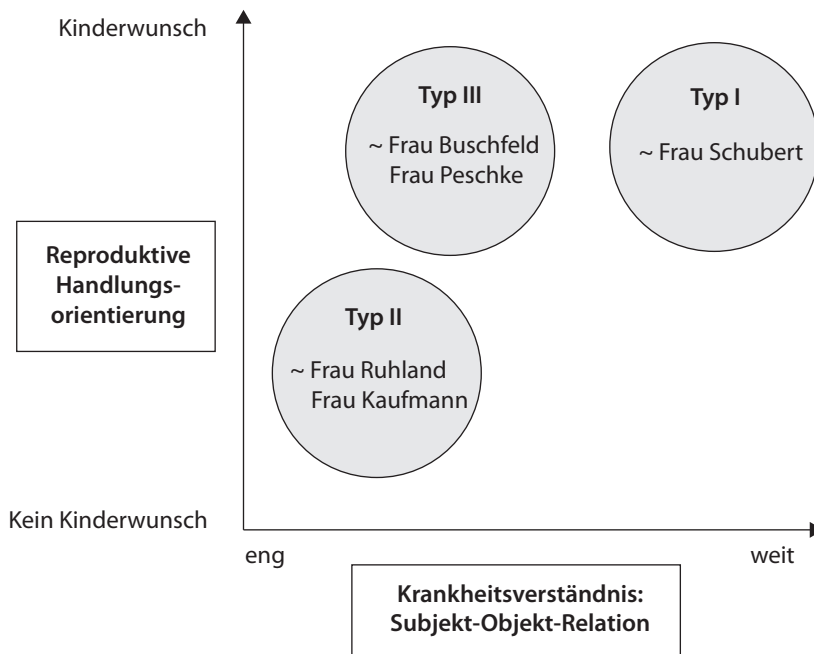 Kinderwunsch
Typ III
~ Frau Buschfeld
Frau Peschke
Typ I
~ Frau Schubert
Reproduktive
Handlungs-
orientierung
Typ II
~ Frau Ruhland
Frau Kaufmann
Kein Kinderwunsch
eng
weit
Krankheitsverständnis:
Subjekt-Objekt-Relation